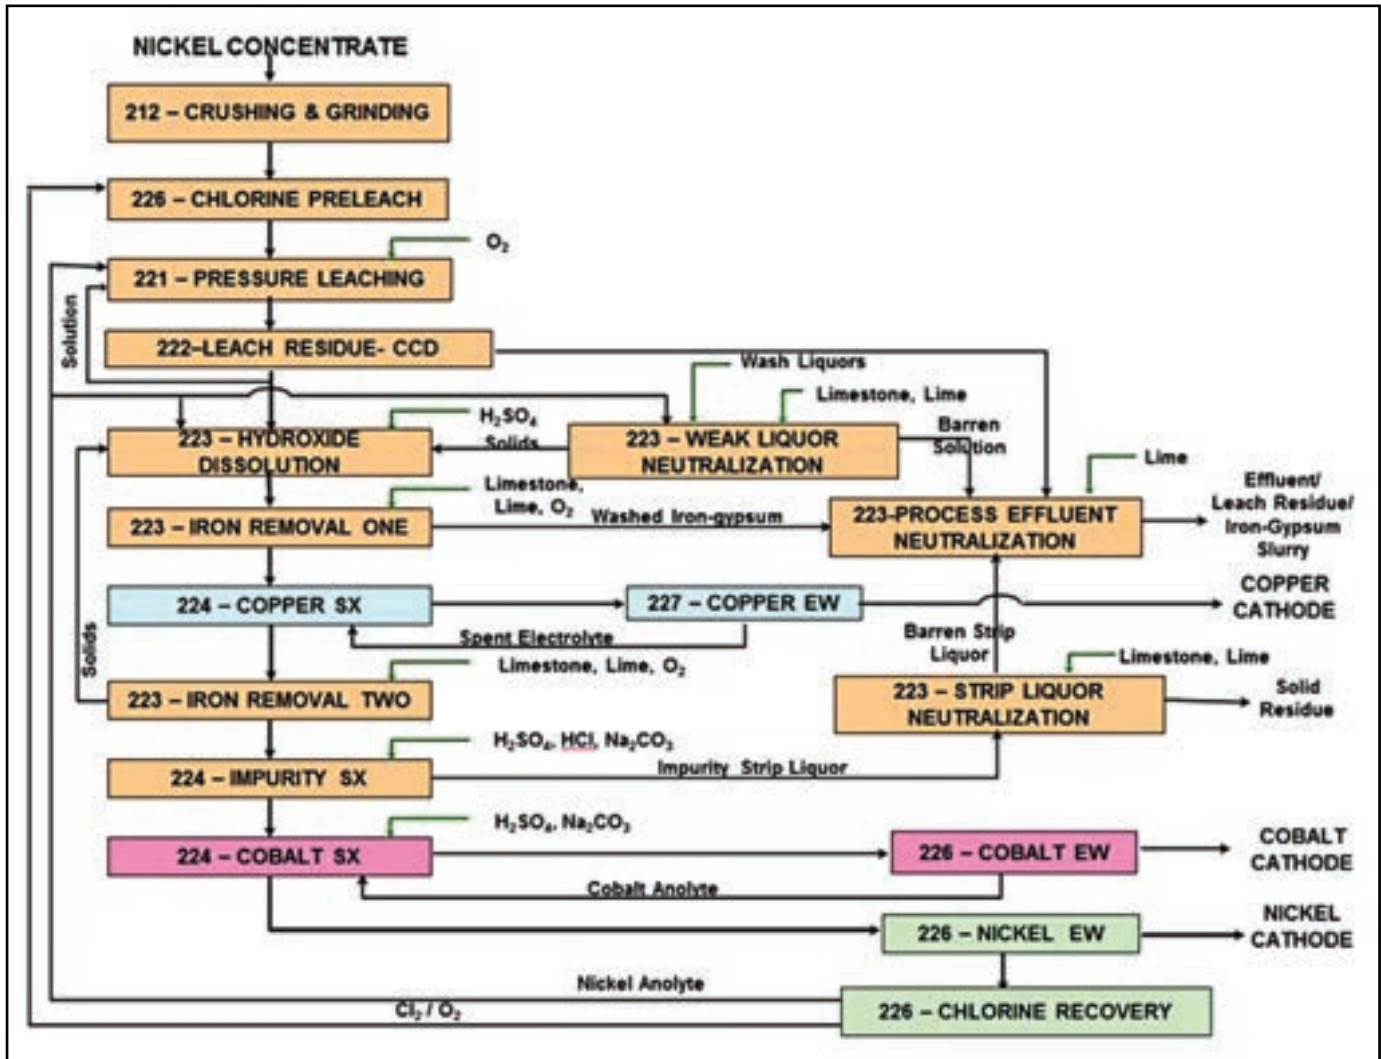 NICKEL CONCENTRATE
212 – CRUSHING & GRINDING
226 – CHLORINE PRELEACH
O₂
221 – PRESSURE LEACHING
Solution
222–LEACH RESIDUE- CCD
Wash Liquors
Limestone, Lime
H₂SO₄
223 – HYDROXIDE
DISSOLUTION
Solids
223 – WEAK LIQUOR
NEUTRALIZATION
Barren
Solution
Lime
Limestone,
Lime, O₂
223 – IRON REMOVAL ONE
Washed Iron-gypsum
223-PROCESS EFFLUENT
NEUTRALIZATION
Effluent/
Leach Residue/
Iron-Gypsum
Slurry
224 – COPPER SX
227 – COPPER EW
COPPER
CATHODE
Spent Electrolyte
Barren Strip
Liquor
Solids
Limestone, Lime, O₂
Limestone, Lime
223 – IRON REMOVAL TWO
223 – STRIP LIQUOR
NEUTRALIZATION
Solid
Residue
H₂SO₄, HCl, Na₂CO₃
224 – IMPURITY SX
Impurity Strip Liquor
H₂SO₄, Na₂CO₃
224 – COBALT SX
226 – COBALT EW
COBALT
CATHODE
Cobalt Anolyte
226 – NICKEL EW
NICKEL
CATHODE
Nickel Anolyte
Cl₂ / O₂
226 – CHLORINE RECOVERY